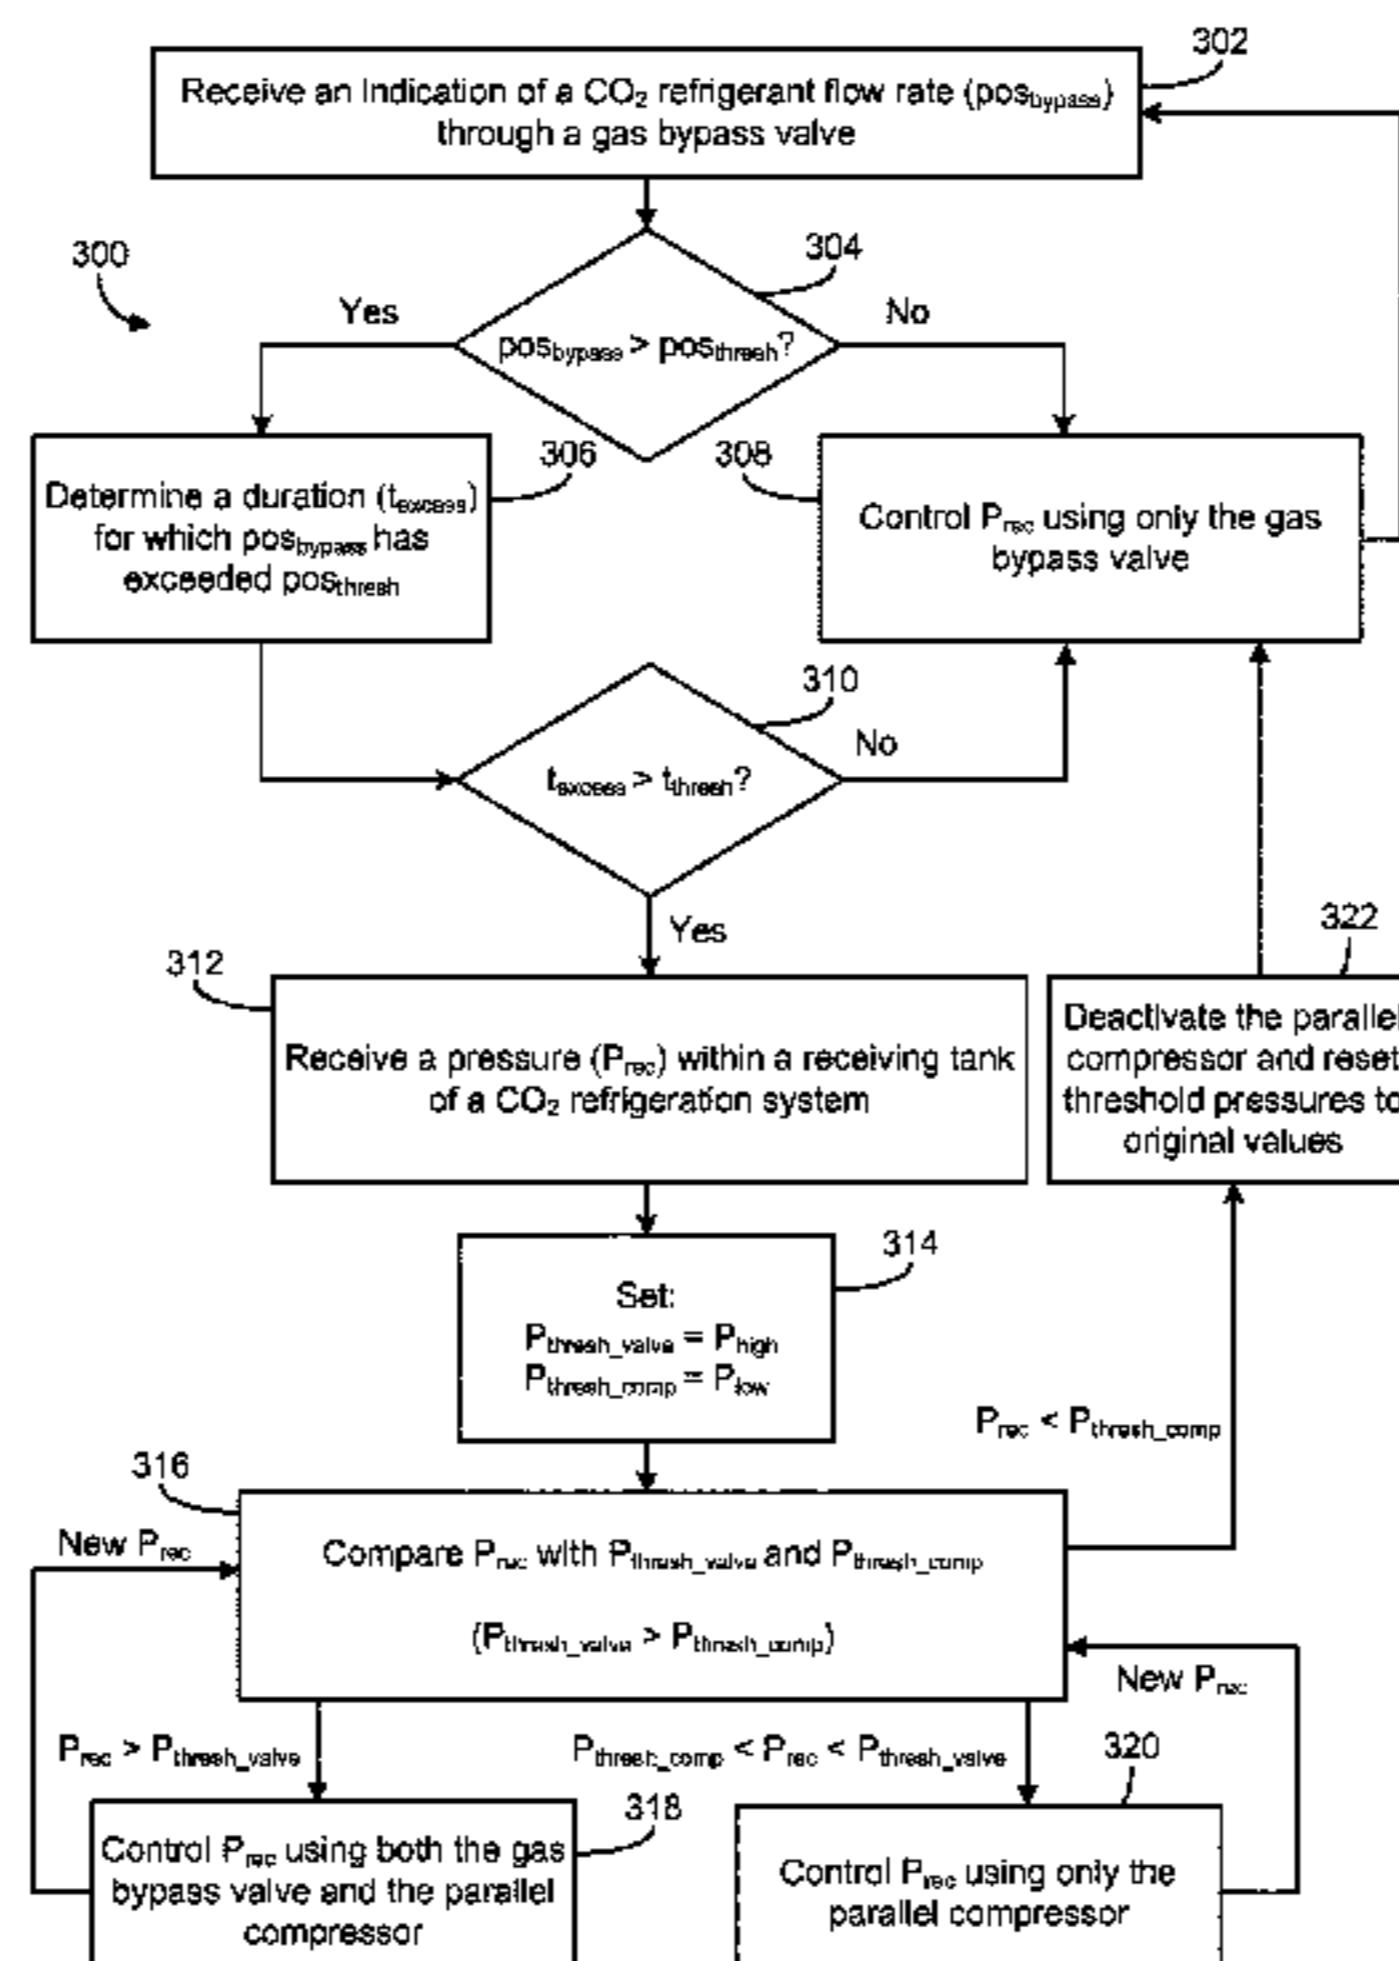 302
Receive an Indication of a CO₂ refrigerant flow rate (pos_bypass)
through a gas bypass valve
300
304
Yes
No
pos_bypass > pos_thresh?
306
308
Determine a duration (t_excess)
for which pos_bypass has
exceeded pos_thresh
Control P_rec using only the gas
bypass valve
310
No
t_excess > t_thresh?
Yes
312
322
Receive a pressure (P_rec) within a receiving tank
of a CO₂ refrigeration system
Deactivate the parallel
compressor and reset
threshold pressures to
original values
314
Set:
P_thresh_valve = P_high
P_thresh_comp = P_low
P_rec < P_thresh_comp
316
New P_rec
Compare P_rec with P_thresh_valve and P_thresh_comp
(P_thresh_valve > P_thresh_comp)
New P_rec
P_rec > P_thresh_valve
P_thresh_comp < P_rec < P_thresh_valve
320
318
Control P_rec using both the gas
bypass valve and the parallel
compressor
Control P_rec using only the
parallel compressor